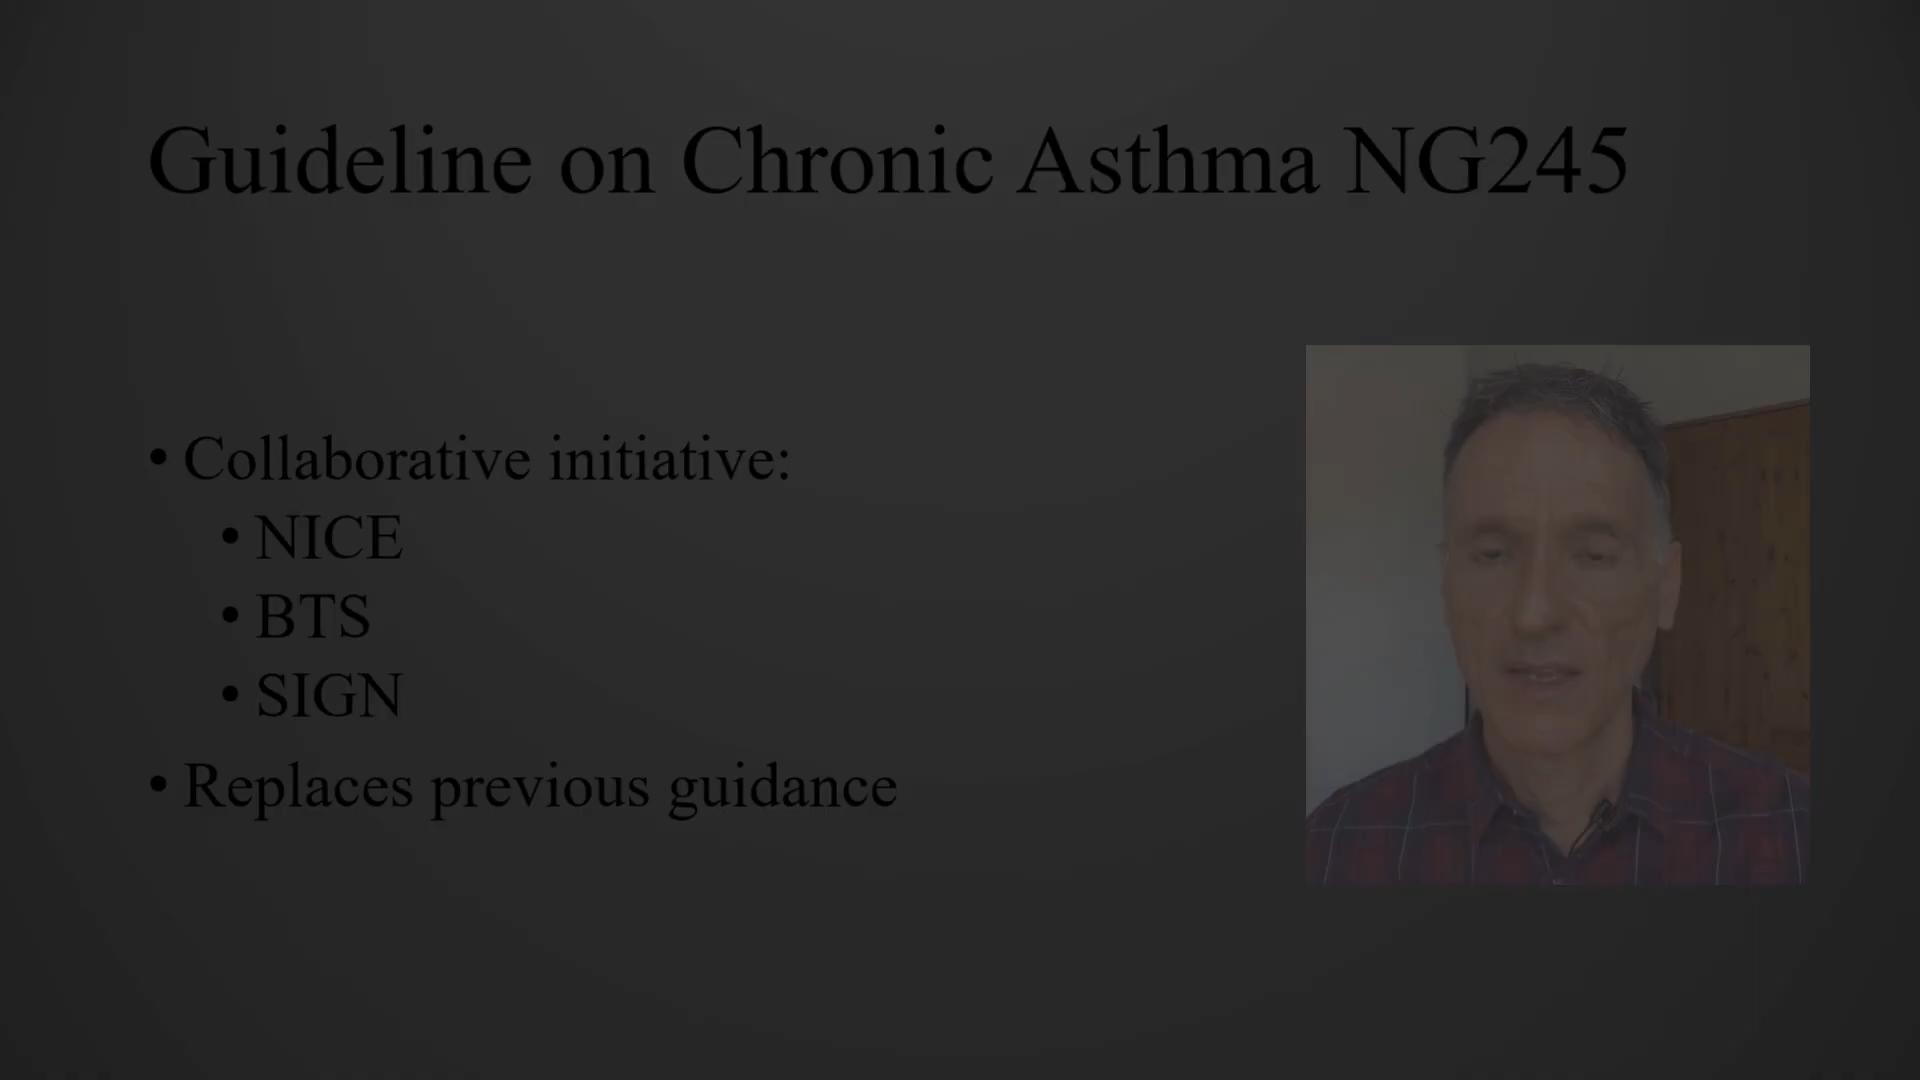 Guideline on Chronic Asthma NG245
• Collaborative initiative:
• NICE
• BTS
• SIGN
• Replaces previous guidance